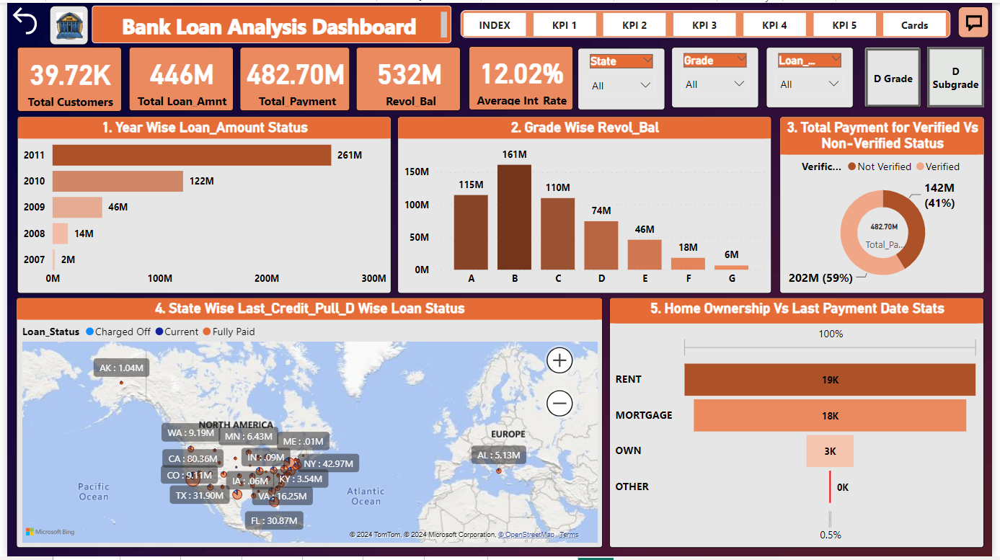 Bank Loan Analysis Dashboard
INDEX
KPI 1
KPI 2
KPI 3
KPI 4
KPI 5
Cards
39.72K
Total Customers
446M
Total Loan_Amnt
482.70M
Total_Payment
532M
Revol_Bal
12.02%
Average Int_Rate
State
All
Grade
All
Loan_...
All
D Grade
D
Subgrade
1. Year Wise Loan_Amount Status
2011
261M
2010
122M
2009
46M
2008
14M
2007
2M
0M
100M
200M
300M
2. Grade Wise Revol_Bal
150M
100M
50M
0M
115M
161M
110M
74M
46M
18M
6M
A
B
C
D
E
F
G
3. Total Payment for Verified Vs
Non-Verified Status
Verific...
Not Verified
Verified
142M
(41%)
482.70M
Total_Pa...
202M (59%)
4. State Wise Last_Credit_Pull_D Wise Loan Status
Loan_Status
Charged Off
Current
Fully Paid
AK : 1.04M
NORTH AMERICA
WA : 9.19M
MN : 6.43M
ME : .01M
CA : 80.36M
IN : .09M
NY : 42.97M
CO : 9.11M
IA : .06M
KY : 3.54M
TX : 31.90M
VA : 16.25M
FL : 30.87M
EUROPE
AL : 5.13M
Pacific
Ocean
Atlantic
Ocean
Microsoft Bing
© 2024 TomTom, © 2024 Microsoft Corporation, © OpenStreetMap Terms
5. Home Ownership Vs Last Payment Date Stats
100%
RENT
19K
MORTGAGE
18K
OWN
3K
OTHER
0K
0.5%